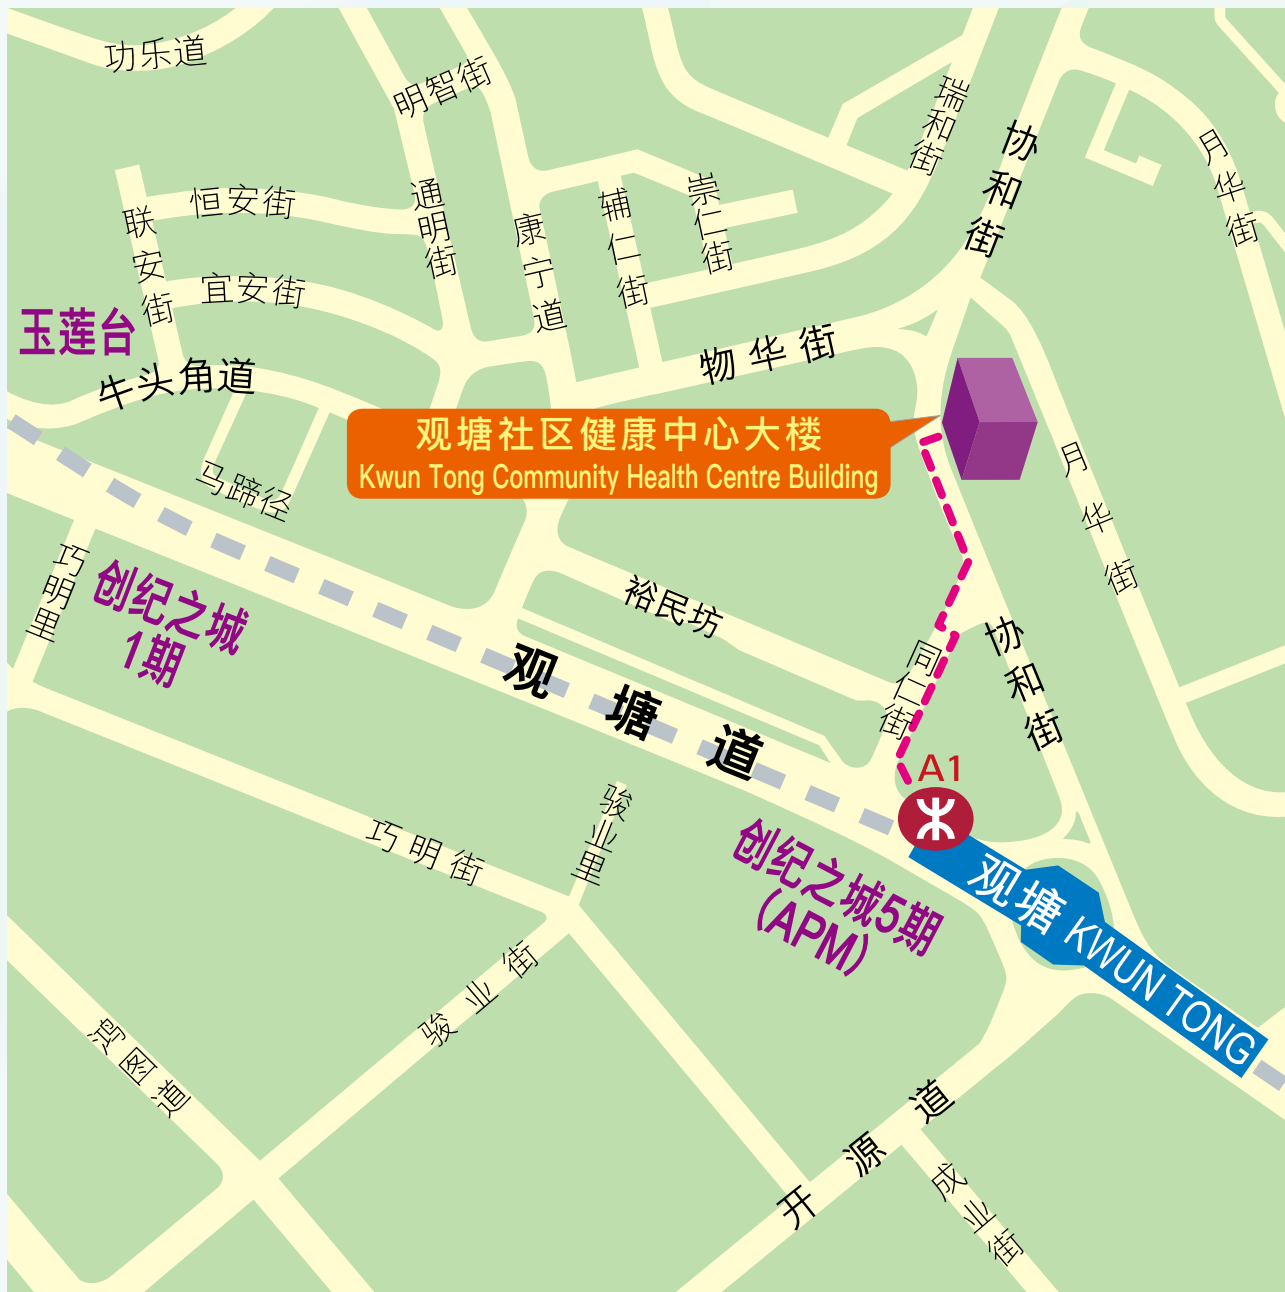 功乐道
明智街
瑞和街
协和街
月华街
恒安街
联安街
通明街
康宁道
辅仁街
崇仁街
宜安街
玉莲台
牛头角道
物华街
观塘社区健康中心大楼
Kwun Tong Community Health Centre Building
马蹄径
月华街
巧明里
创纪之城
1期
裕民坊
协和街
同仁街
观塘道
A1
骏业里
巧明街
创纪之城5期
(APM)
观塘 KWUN TONG
骏业街
鸿图道
开源道
成业街